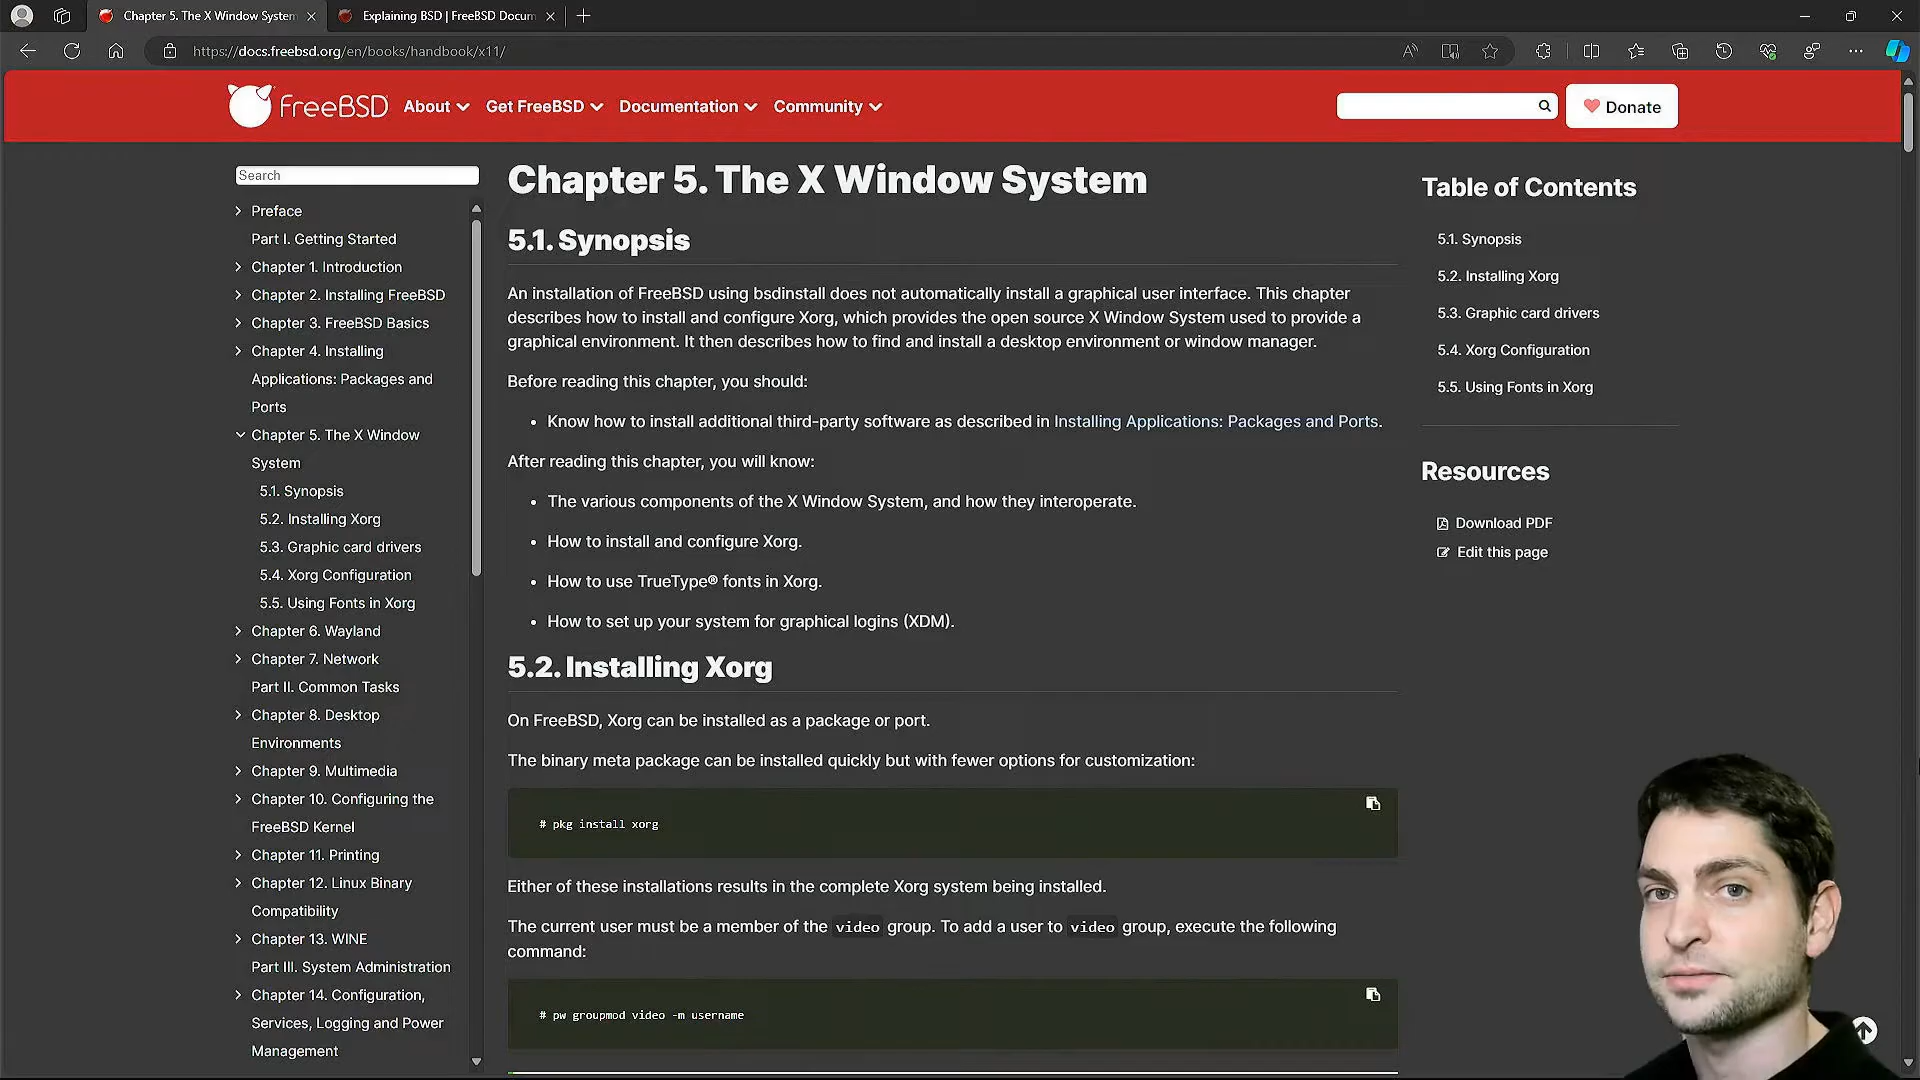 Chapter 5. The X Window System
Explaining BSD | FreeBSD Docum
https://docs.freebsd.org/en/books/handbook/x11/
FreeBSD
About
Get FreeBSD
Documentation
Community
Donate
Search
Preface
Part I. Getting Started
Chapter 1. Introduction
Chapter 2. Installing FreeBSD
Chapter 3. FreeBSD Basics
Chapter 4. Installing
Applications: Packages and
Ports
Chapter 5. The X Window
System
5.1. Synopsis
5.2. Installing Xorg
5.3. Graphic card drivers
5.4. Xorg Configuration
5.5. Using Fonts in Xorg
Chapter 6. Wayland
Chapter 7. Network
Part II. Common Tasks
Chapter 8. Desktop
Environments
Chapter 9. Multimedia
Chapter 10. Configuring the
FreeBSD Kernel
Chapter 11. Printing
Chapter 12. Linux Binary
Compatibility
Chapter 13. WINE
Part III. System Administration
Chapter 14. Configuration,
Services, Logging and Power
Management
Chapter 5. The X Window System
5.1. Synopsis
An installation of FreeBSD using bsdinstall does not automatically install a graphical user interface. This chapter
describes how to install and configure Xorg, which provides the open source X Window System used to provide a
graphical environment. It then describes how to find and install a desktop environment or window manager.
Before reading this chapter, you should:
• Know how to install additional third-party software as described in Installing Applications: Packages and Ports.
After reading this chapter, you will know:
• The various components of the X Window System, and how they interoperate.
• How to install and configure Xorg.
• How to use TrueType® fonts in Xorg.
• How to set up your system for graphical logins (XDM).
5.2. Installing Xorg
On FreeBSD, Xorg can be installed as a package or port.
The binary meta package can be installed quickly but with fewer options for customization:
# pkg install xorg
Either of these installations results in the complete Xorg system being installed.
The current user must be a member of the video group. To add a user to video group, execute the following
command:
# pw groupmod video -m username
Table of Contents
5.1. Synopsis
5.2. Installing Xorg
5.3. Graphic card drivers
5.4. Xorg Configuration
5.5. Using Fonts in Xorg
Resources
Download PDF
Edit this page